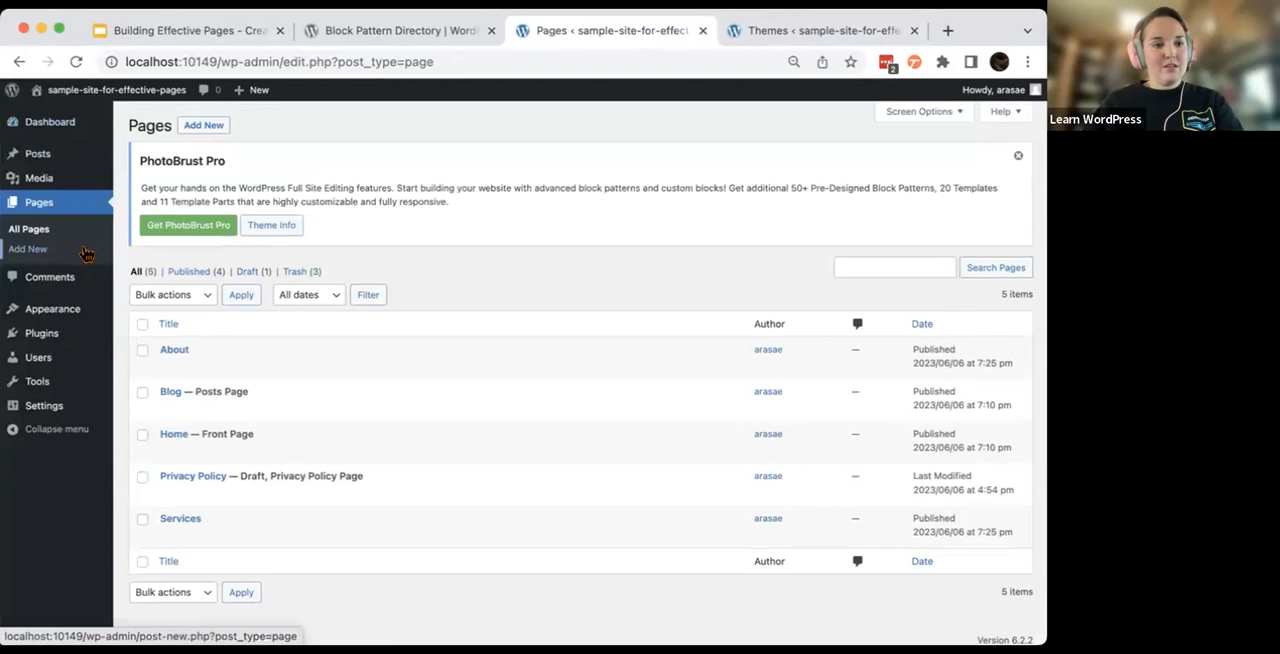 Building Effective Pages - Crea
Block Pattern Directory | Word
Pages ‹ sample-site-for-effect
Themes ‹ sample-site-for-effe
localhost:10149/wp-admin/edit.php?post_type=page
2
sample-site-for-effective-pages
0
New
Howdy, arasae
Learn WordPress
Dashboard
Posts
Media
Pages
All Pages
Add New
Comments
Appearance
Plugins
Users
Tools
Settings
Collapse menu
Pages
Add New
Screen Options
Help
PhotoBrust Pro
Get your hands on the WordPress Full Site Editing features. Start building your website with advanced block patterns and custom blocks! Get additional 50+ Pre-Designed Block Patterns, 20 Templates
and 11 Template Parts that are highly customizable and fully responsive.
Get PhotoBrust Pro
Theme Info
All (5) | Published (4) | Draft (1) | Trash (3)
Search Pages
Bulk actions
Apply
All dates
Filter
5 items
Title
Author
Date
About
arasae
—
Published
2023/06/06 at 7:25 pm
Blog — Posts Page
arasae
—
Published
2023/06/06 at 7:10 pm
Home — Front Page
arasae
—
Published
2023/06/06 at 7:10 pm
Privacy Policy — Draft, Privacy Policy Page
arasae
—
Last Modified
2023/06/06 at 4:54 pm
Services
arasae
—
Published
2023/06/06 at 7:25 pm
Title
Author
Date
Bulk actions
Apply
5 items
localhost:10149/wp-admin/post-new.php?post_type=page
Version 6.2.2